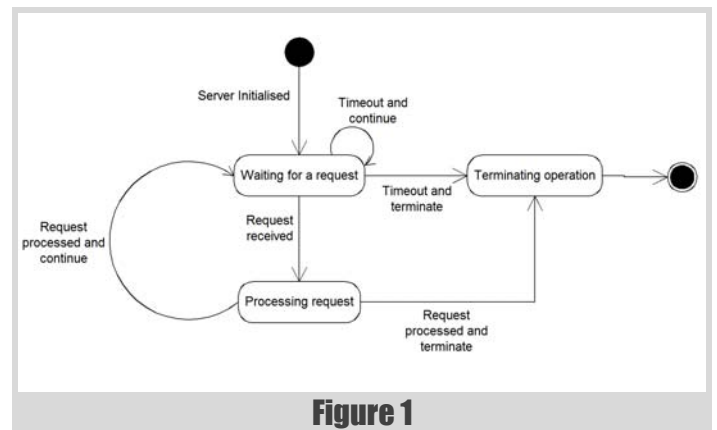 Server Initialised
Timeout and
continue
Waiting for a request
Terminating operation
Timeout and
terminate
Request
received
Request
processed and
continue
Processing request
Request
processed and
terminate
Figure 1